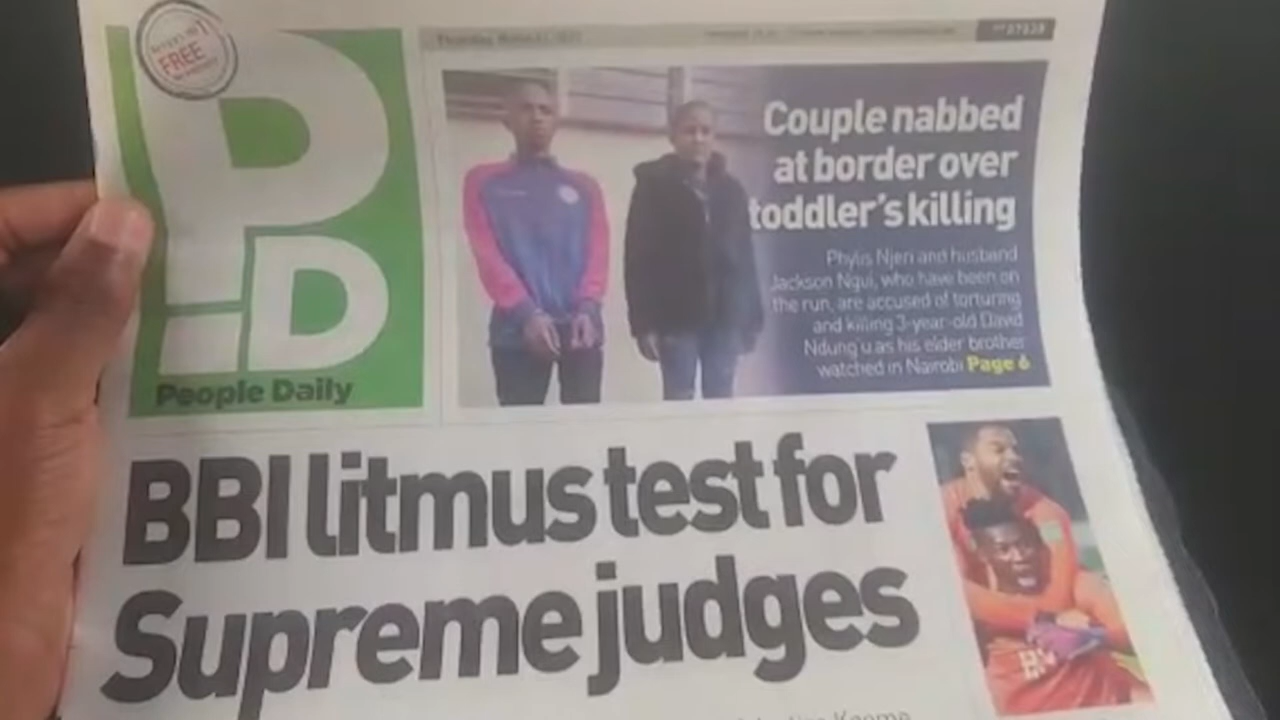 FREE
PD
People Daily
Couple nabbed
at border over
toddler's killing
Phylis Njeri and husband
Jackson Ngui, who have been on
the run, are accused of torturing
and killing 3-year-old David
Ndung'u as his elder brother
watched in Nairobi Page 6
BBI litmus test for
Supreme judges